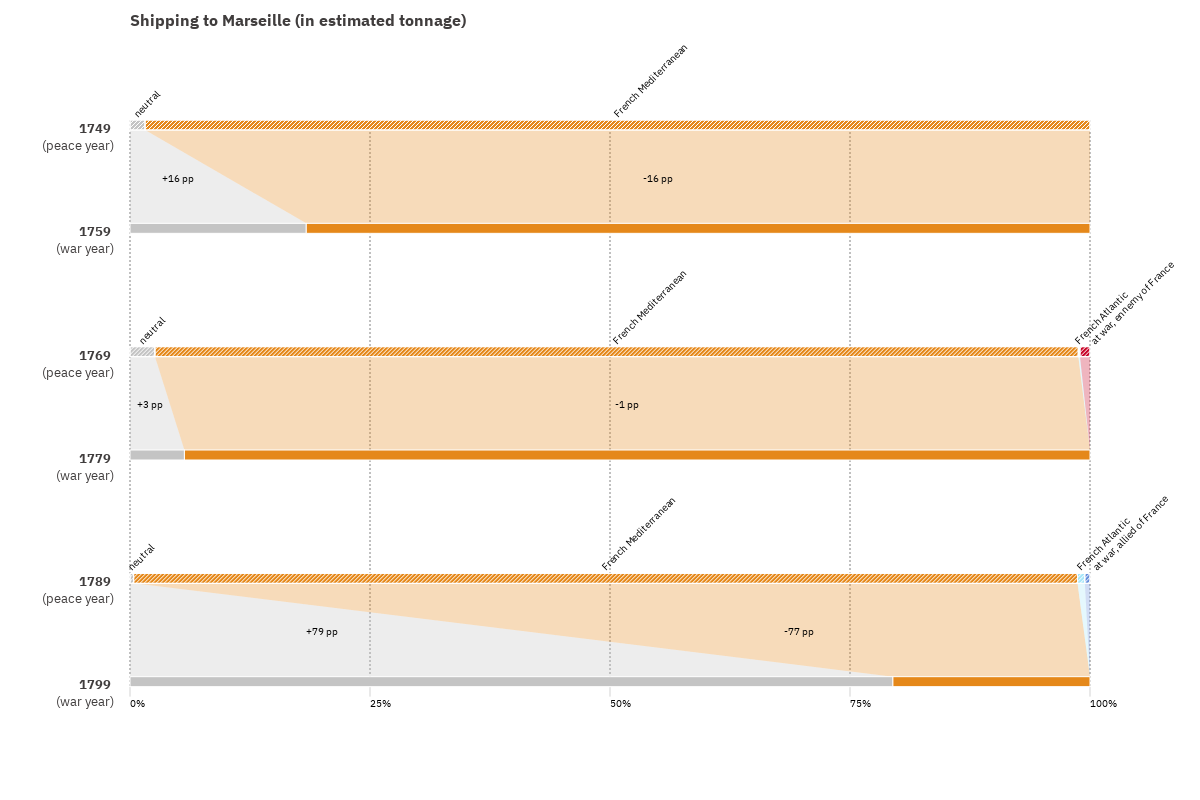 Shipping to Marseille (in estimated tonnage)
neutral
French Mediterranean
1749
(peace year)
+16 pp
-16 pp
1759
(war year)
neutral
French Mediterranean
French Atlantic
at war, ennemy of France
1769
(peace year)
+3 pp
-1 pp
1779
(war year)
neutral
French Mediterranean
French Atlantic
at war, allied of France
1789
(peace year)
+79 pp
-77 pp
1799
(war year)
0%
25%
50%
75%
100%